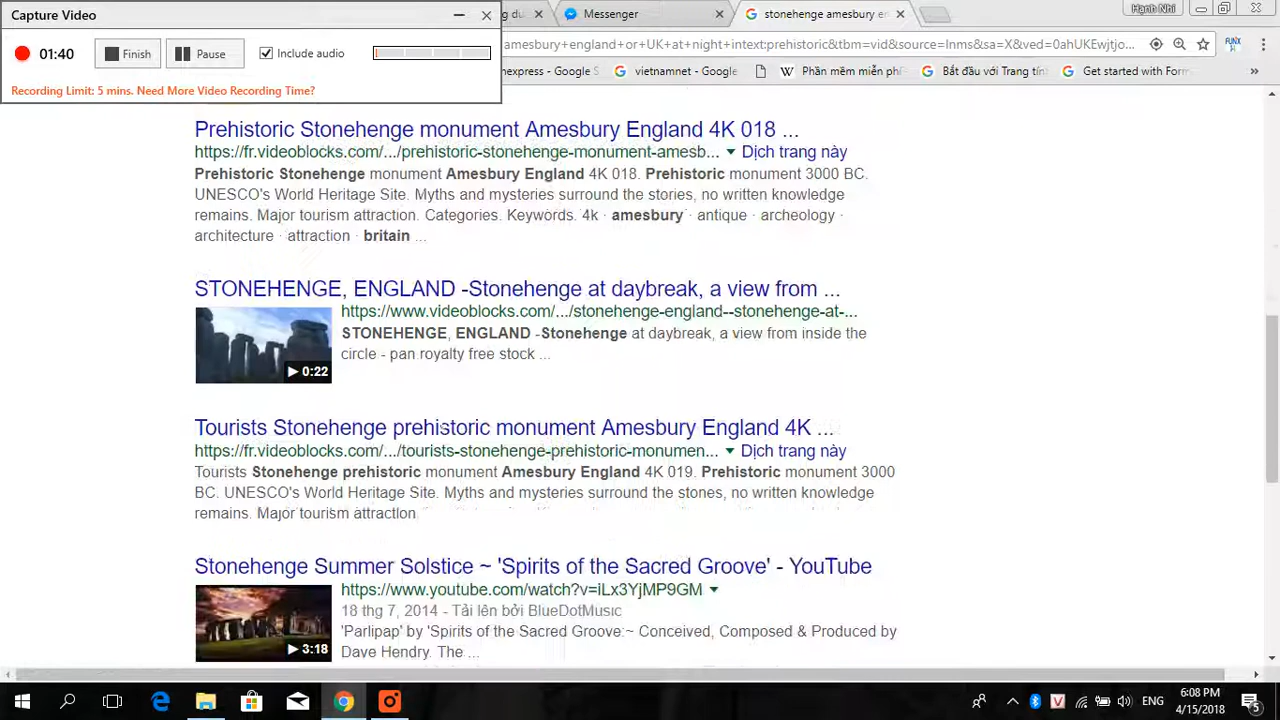 Capture Video
01:40
Finish
Pause
Include audio
Recording Limit: 5 mins. Need More Video Recording Time?
Messenger
stonehenge amesbury en
Hạnh Nhi
amesbury+england+or+UK+at+night+intext:prehistoric&tbm=vid&source=lnms&sa=X&ved=0ahUKEwjtjo...
nexpress - Google S
vietnamnet - Google
Phần mềm miễn phí
Bắt đầu với Trang tính
Get started with Form
»
Prehistoric Stonehenge monument Amesbury England 4K 018 ...
https://fr.videoblocks.com/.../prehistoric-stonehenge-monument-amesb... Dịch trang này
Prehistoric Stonehenge monument Amesbury England 4K 018. Prehistoric monument 3000 BC.
UNESCO's World Heritage Site. Myths and mysteries surround the stories, no written knowledge
remains. Major tourism attraction. Categories. Keywords. 4k · amesbury · antique · archeology ·
architecture · attraction · britain ...
STONEHENGE, ENGLAND -Stonehenge at daybreak, a view from ...
https://www.videoblocks.com/.../stonehenge-england--stonehenge-at-...
STONEHENGE, ENGLAND -Stonehenge at daybreak, a view from inside the
circle - pan royalty free stock ...
0:22
Tourists Stonehenge prehistoric monument Amesbury England 4K ...
https://fr.videoblocks.com/.../tourists-stonehenge-prehistoric-monumen... Dịch trang này
Tourists Stonehenge prehistoric monument Amesbury England 4K 019. Prehistoric monument 3000
BC. UNESCO's World Heritage Site. Myths and mysteries surround the stones, no written knowledge
remains. Major tourism attraction
Stonehenge Summer Solstice ~ 'Spirits of the Sacred Groove' - YouTube
https://www.youtube.com/watch?v=iLx3YjMP9GM
18 thg 7, 2014 - Tải lên bởi BlueDotMusic
'Parlipap' by 'Spirits of the Sacred Groove:~ Conceived, Composed & Produced by
Dave Hendry. The ...
3:18
ENG
6:08 PM
4/15/2018
5